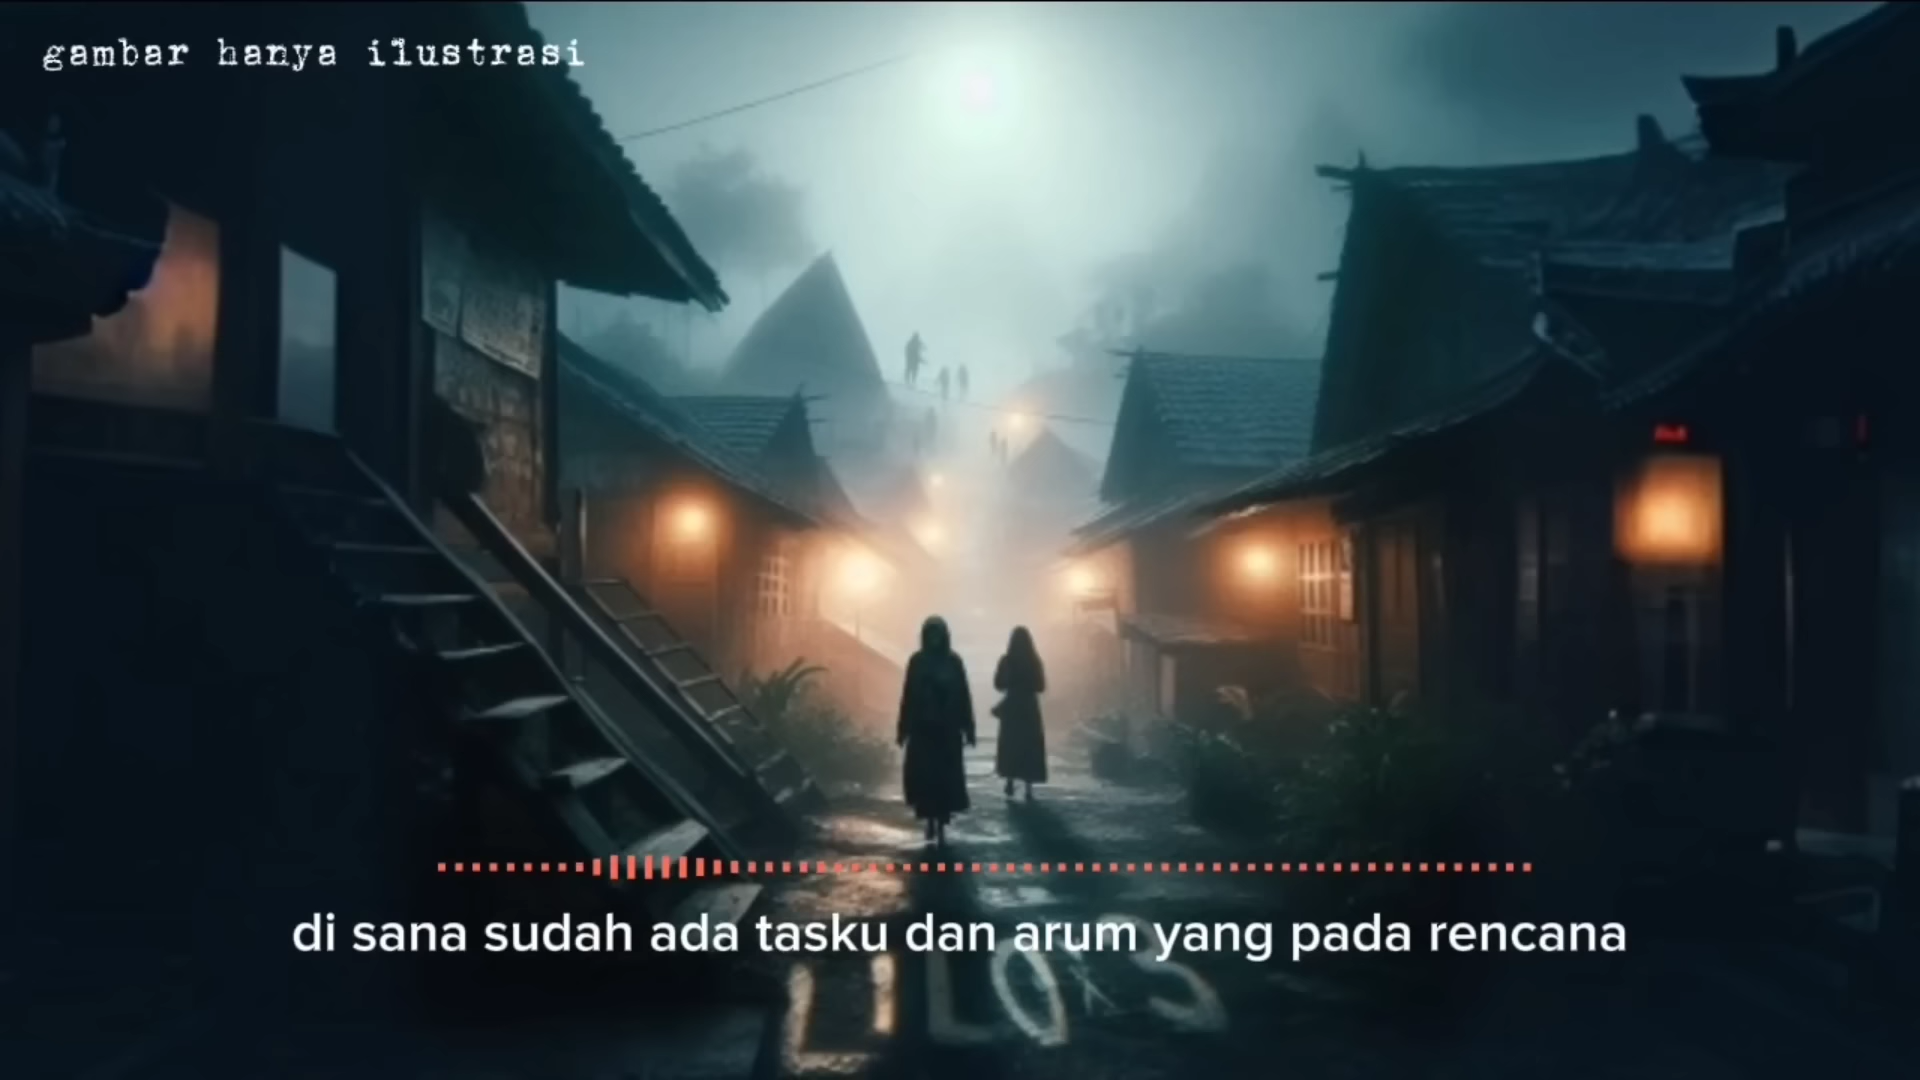 gambar hanya ilustrasi
di sana sudah ada tasku dan arum yang pada rencana